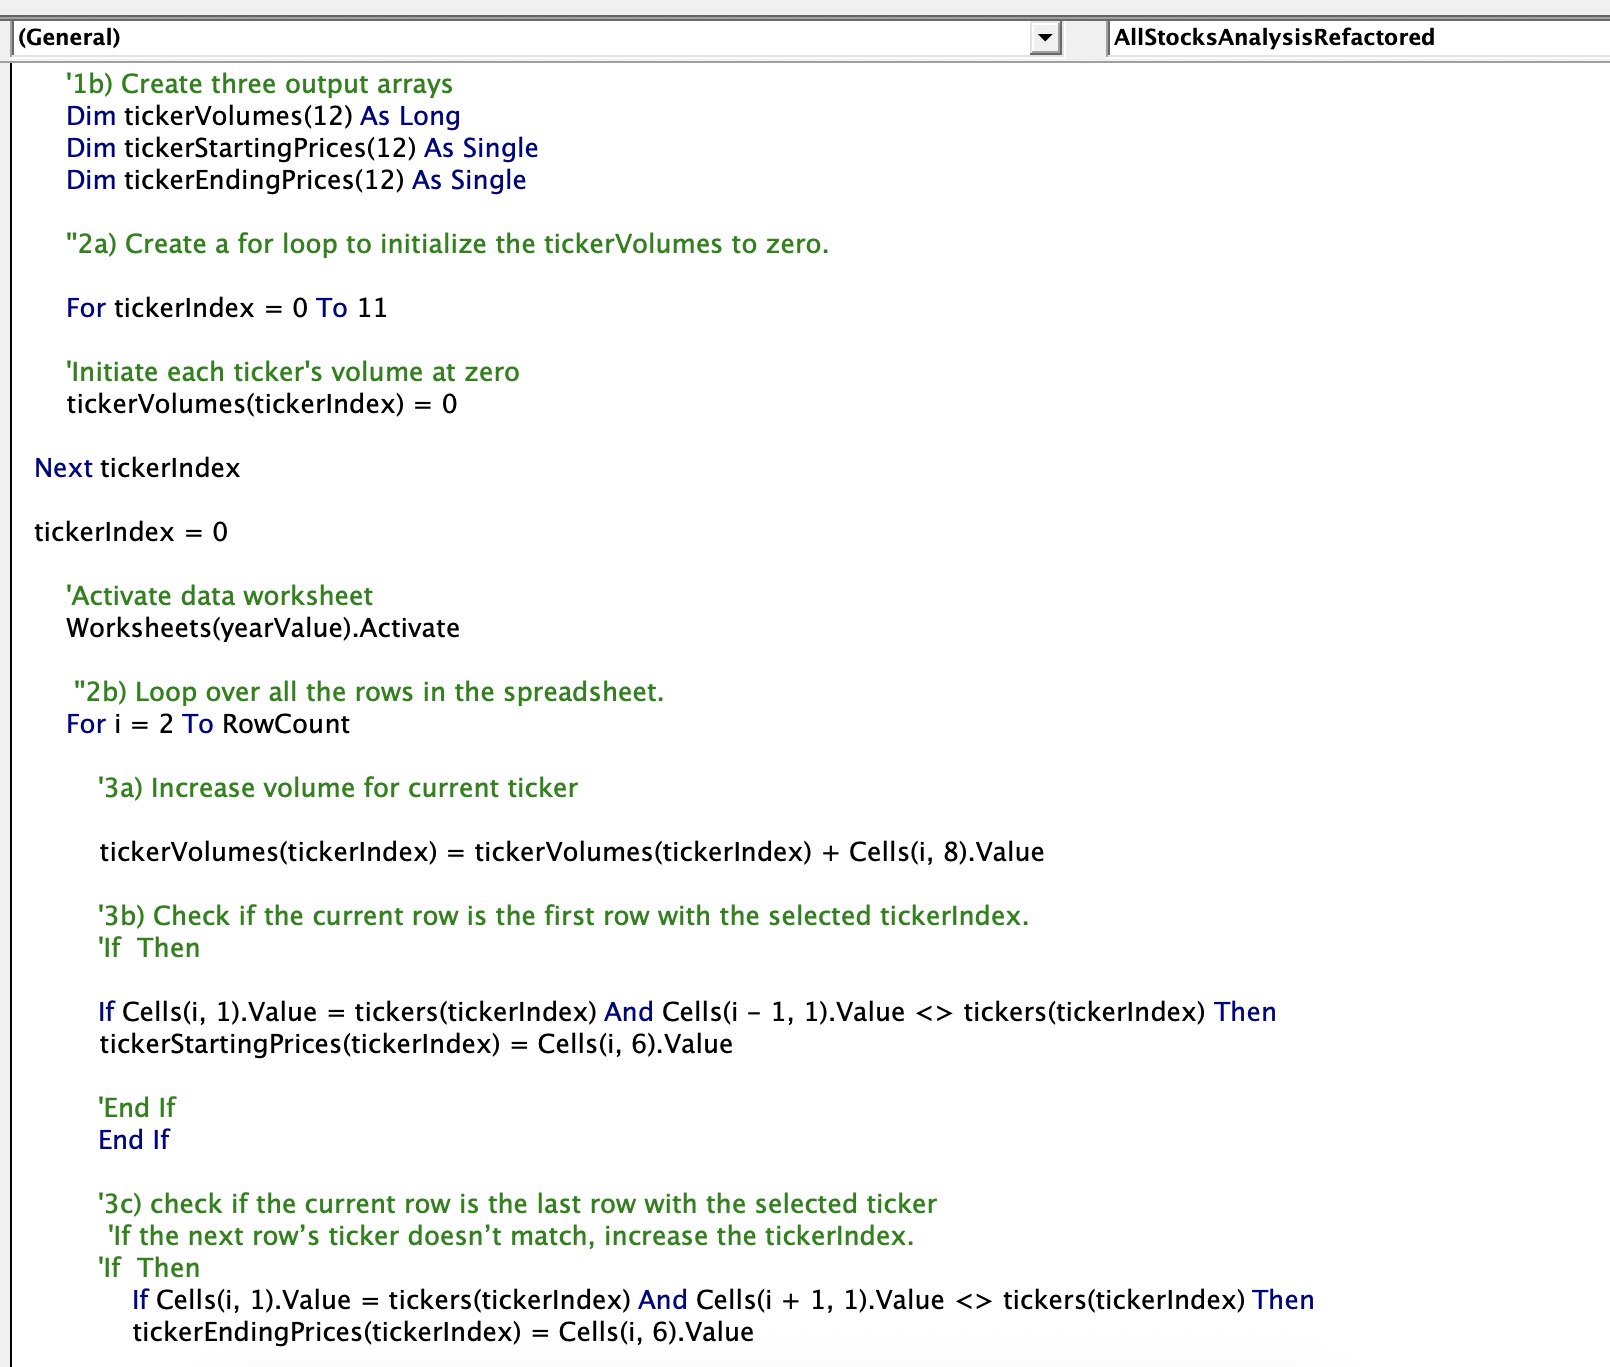 (General)
AllStocksAnalysisRefactored
'1b) Create three output arrays
Dim tickerVolumes(12) As Long
Dim tickerStartingPrices(12) As Single
Dim tickerEndingPrices(12) As Single
''2a) Create a for loop to initialize the tickerVolumes to zero.
For tickerIndex = 0 To 11
'Initiate each ticker's volume at zero
tickerVolumes(tickerIndex) = 0
Next tickerIndex
tickerIndex = 0
'Activate data worksheet
Worksheets(yearValue).Activate
''2b) Loop over all the rows in the spreadsheet.
For i = 2 To RowCount
'3a) Increase volume for current ticker
tickerVolumes(tickerIndex) = tickerVolumes(tickerIndex) + Cells(i, 8).Value
'3b) Check if the current row is the first row with the selected tickerIndex.
'If  Then
If Cells(i, 1).Value = tickers(tickerIndex) And Cells(i - 1, 1).Value <> tickers(tickerIndex) Then
tickerStartingPrices(tickerIndex) = Cells(i, 6).Value
'End If
End If
'3c) check if the current row is the last row with the selected ticker
'If the next row’s ticker doesn’t match, increase the tickerIndex.
'If  Then
If Cells(i, 1).Value = tickers(tickerIndex) And Cells(i + 1, 1).Value <> tickers(tickerIndex) Then
tickerEndingPrices(tickerIndex) = Cells(i, 6).Value